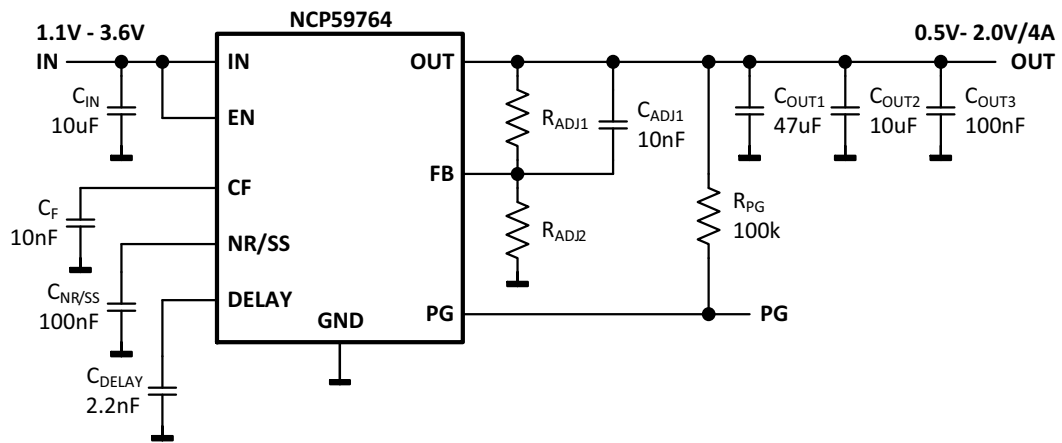 NCP59764
1.1V - 3.6V
IN
C_IN
10uF
IN
EN
CF
NR/SS
DELAY
GND
OUT
FB
PG
C_F
10nF
C_NR/SS
100nF
C_DELAY
2.2nF
R_ADJ1
C_ADJ1
10nF
R_ADJ2
R_PG
100k
PG
0.5V- 2.0V/4A
OUT
C_OUT1
47uF
C_OUT2
10uF
C_OUT3
100nF